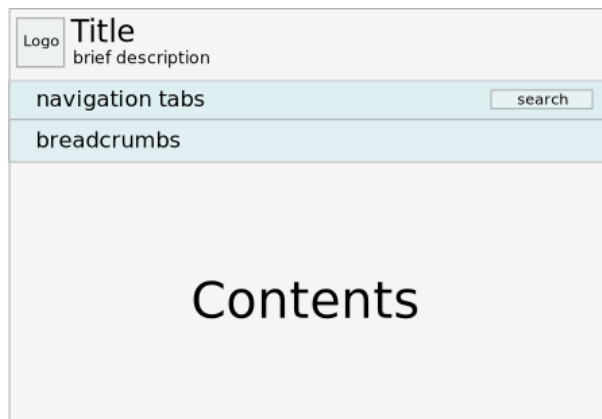 Logo
Title
brief description
navigation tabs
search
breadcrumbs
Contents